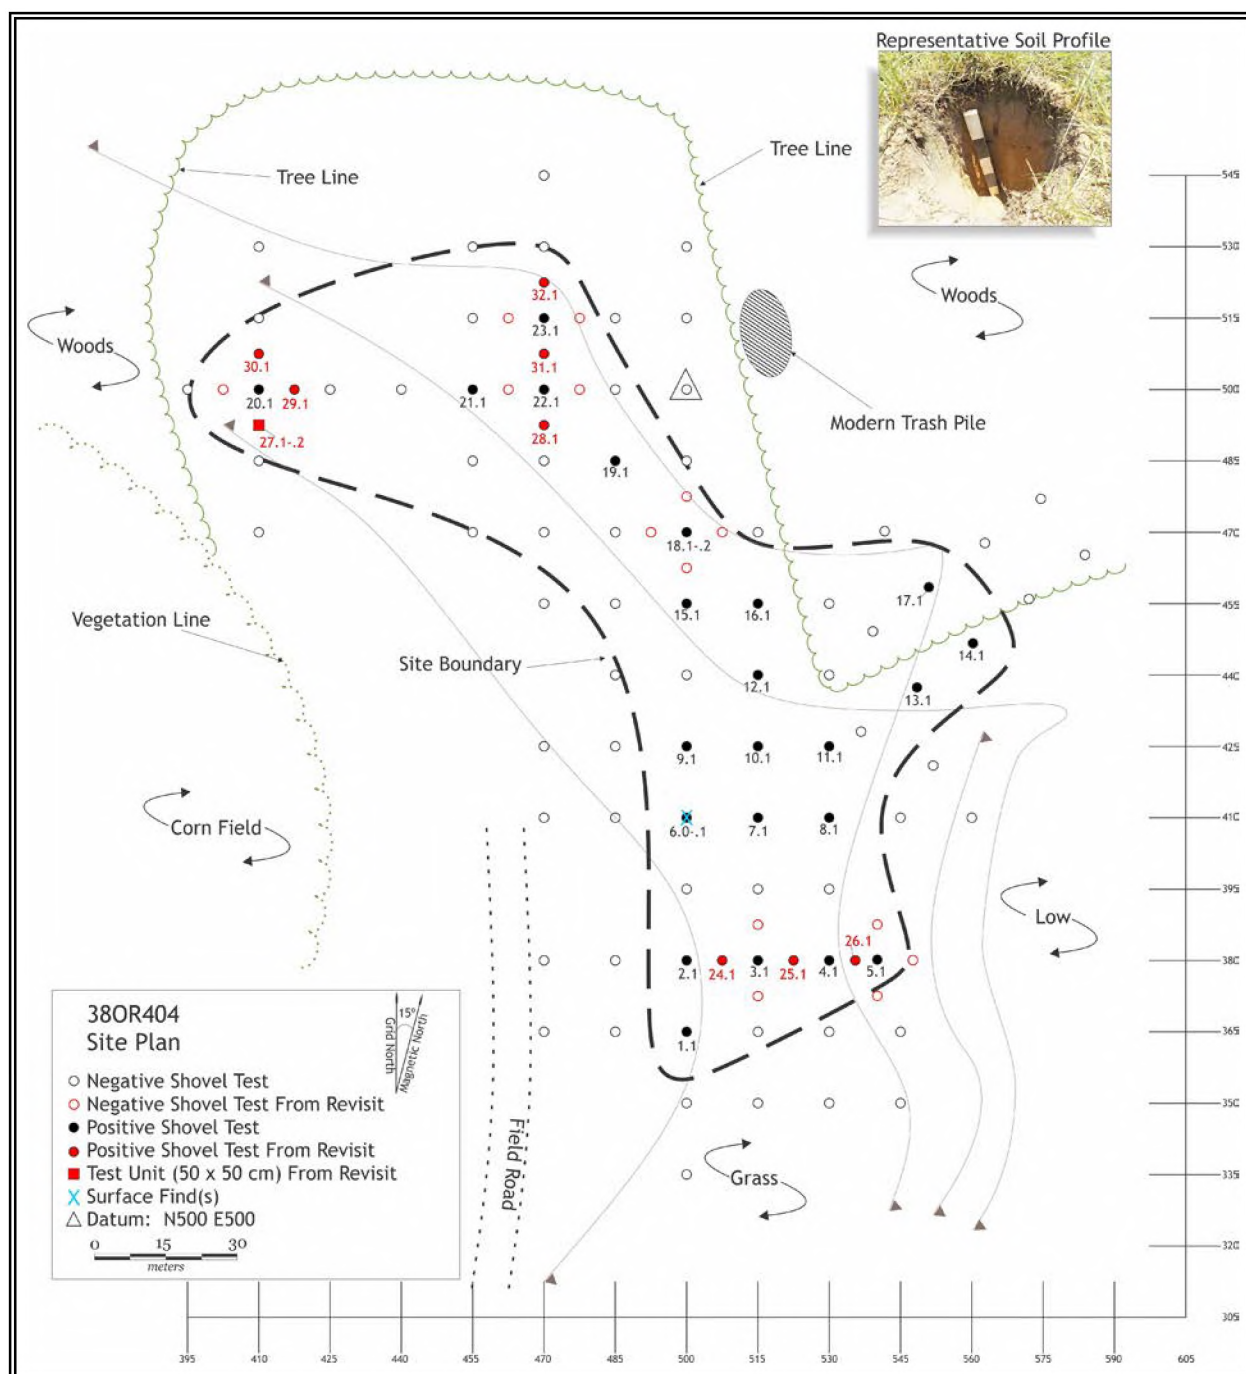 Representative Soil Profile
Tree Line
Tree Line
545
530
Woods
32.1
23.1
515
Woods
30.1
31.1
20.1
29.1
21.1
22.1
500
Modern Trash Pile
27.1-.2
28.1
19.1
485
18.1-.2
470
17.1
15.1
16.1
455
Vegetation Line
Site Boundary
14.1
12.1
13.1
440
9.1
10.1
11.1
425
Corn Field
6.0-.1
7.1
8.1
410
395
Low
26.1
2.1
24.1
3.1
25.1
4.1
5.1
380
1.1
365
350
Grass
335
320
305
38OR404
Site Plan
15°
Grid North
Magnetic North
Negative Shovel Test
Negative Shovel Test From Revisit
Positive Shovel Test
Positive Shovel Test From Revisit
Test Unit (50 x 50 cm) From Revisit
Surface Find(s)
Datum: N500 E500
0 15 30
meters
Field Road
395 410 425 440 455 470 485 500 515 530 545 560 575 590 605